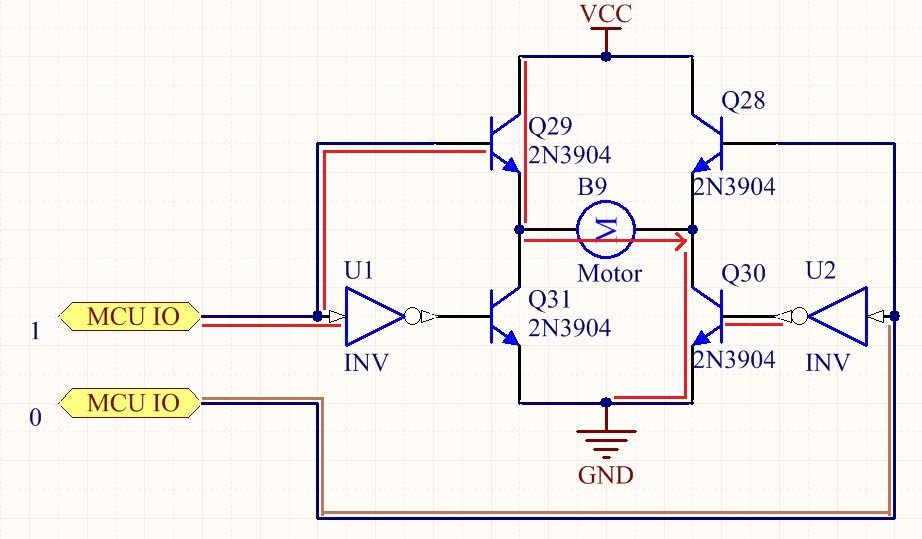 VCC
Q28
Q29
2N3904
2N3904
B9
M
Motor
U1
Q31
2N3904
Q30
U2
1
MCU IO
INV
2N3904
INV
0
MCU IO
GND